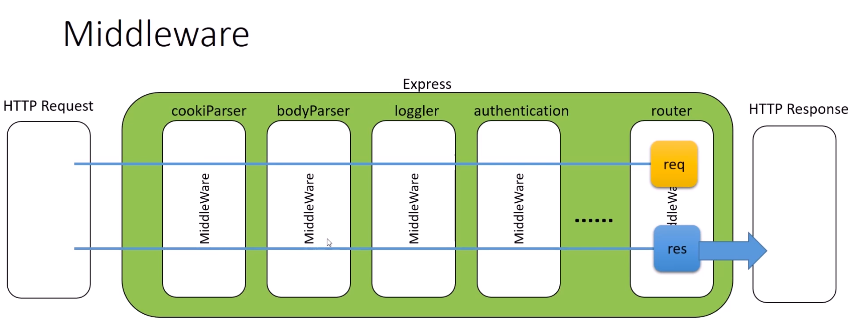 Middleware
Express
HTTP Request
cookiParser
bodyParser
loggler
authentication
router
HTTP Response
MiddleWare
MiddleWare
MiddleWare
MiddleWare
......
req
res